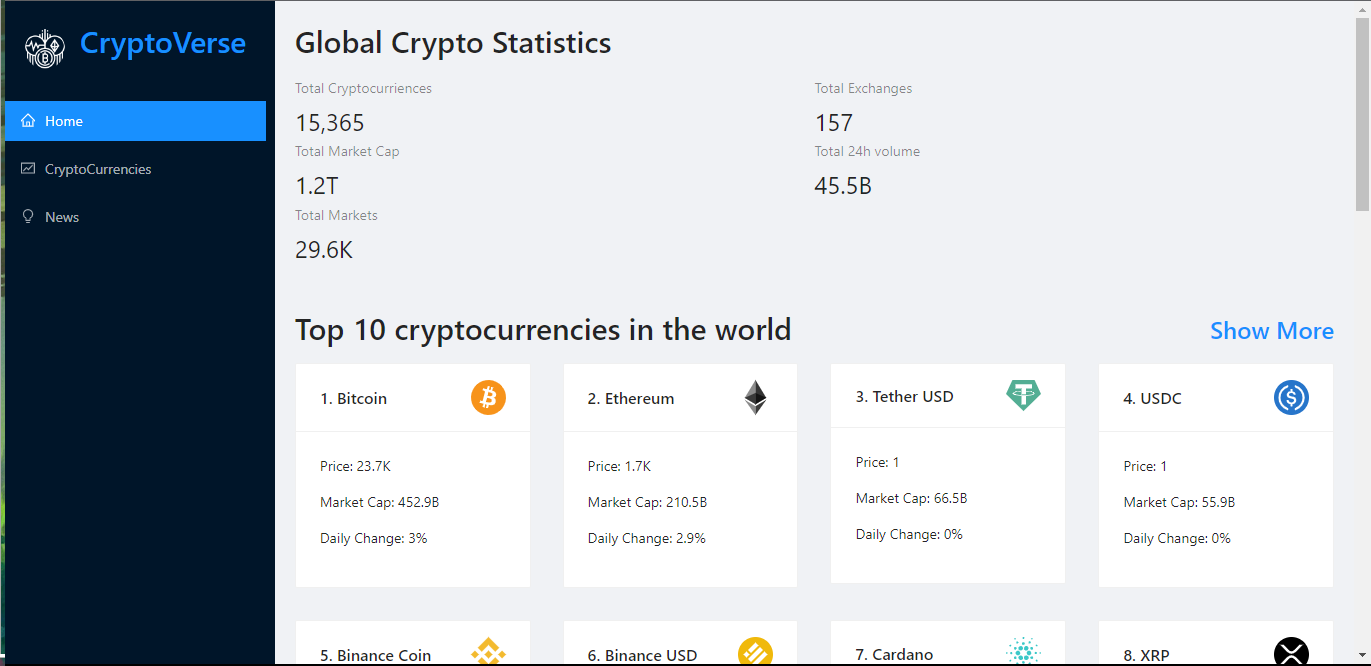 CryptoVerse
Home
CryptoCurrencies
News
Global Crypto Statistics
Total Cryptocurriences
15,365
Total Exchanges
157
Total Market Cap
1.2T
Total 24h volume
45.5B
Total Markets
29.6K
Top 10 cryptocurrencies in the world
Show More
1. Bitcoin
Price: 23.7K
Market Cap: 452.9B
Daily Change: 3%
2. Ethereum
Price: 1.7K
Market Cap: 210.5B
Daily Change: 2.9%
3. Tether USD
Price: 1
Market Cap: 66.5B
Daily Change: 0%
4. USDC
Price: 1
Market Cap: 55.9B
Daily Change: 0%
5. Binance Coin
6. Binance USD
7. Cardano
8. XRP